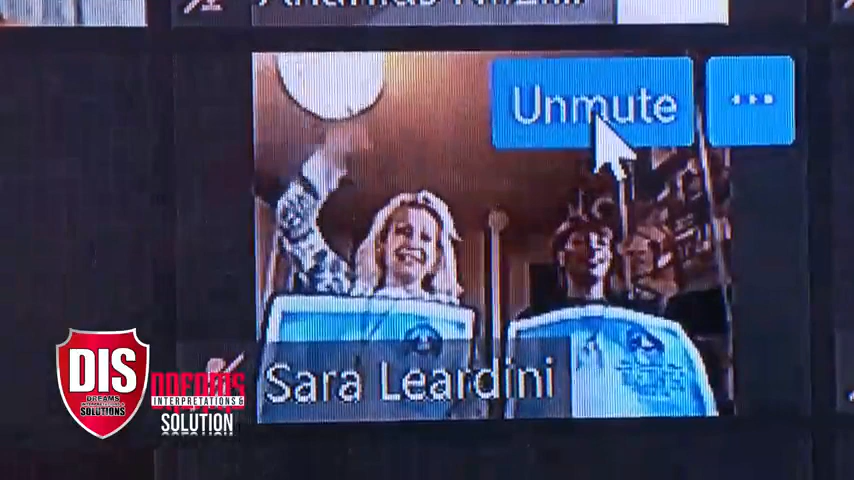 Unmute
...
Sara Leardini
DIS
DREAMS
SOLUTIONS
DREAMS
INTERPRETATIONS &
SOLUTION